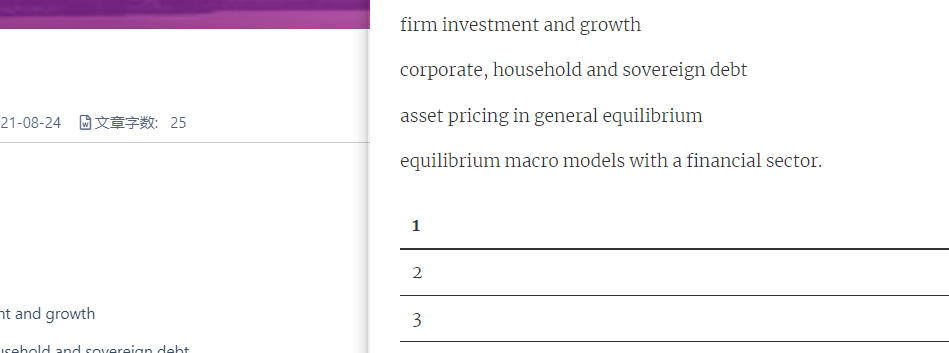 21-08-24 文章字数: 25
nt and growth
usehold and sovereign debt
firm investment and growth
corporate, household and sovereign debt
asset pricing in general equilibrium
equilibrium macro models with a financial sector.
1
2
3